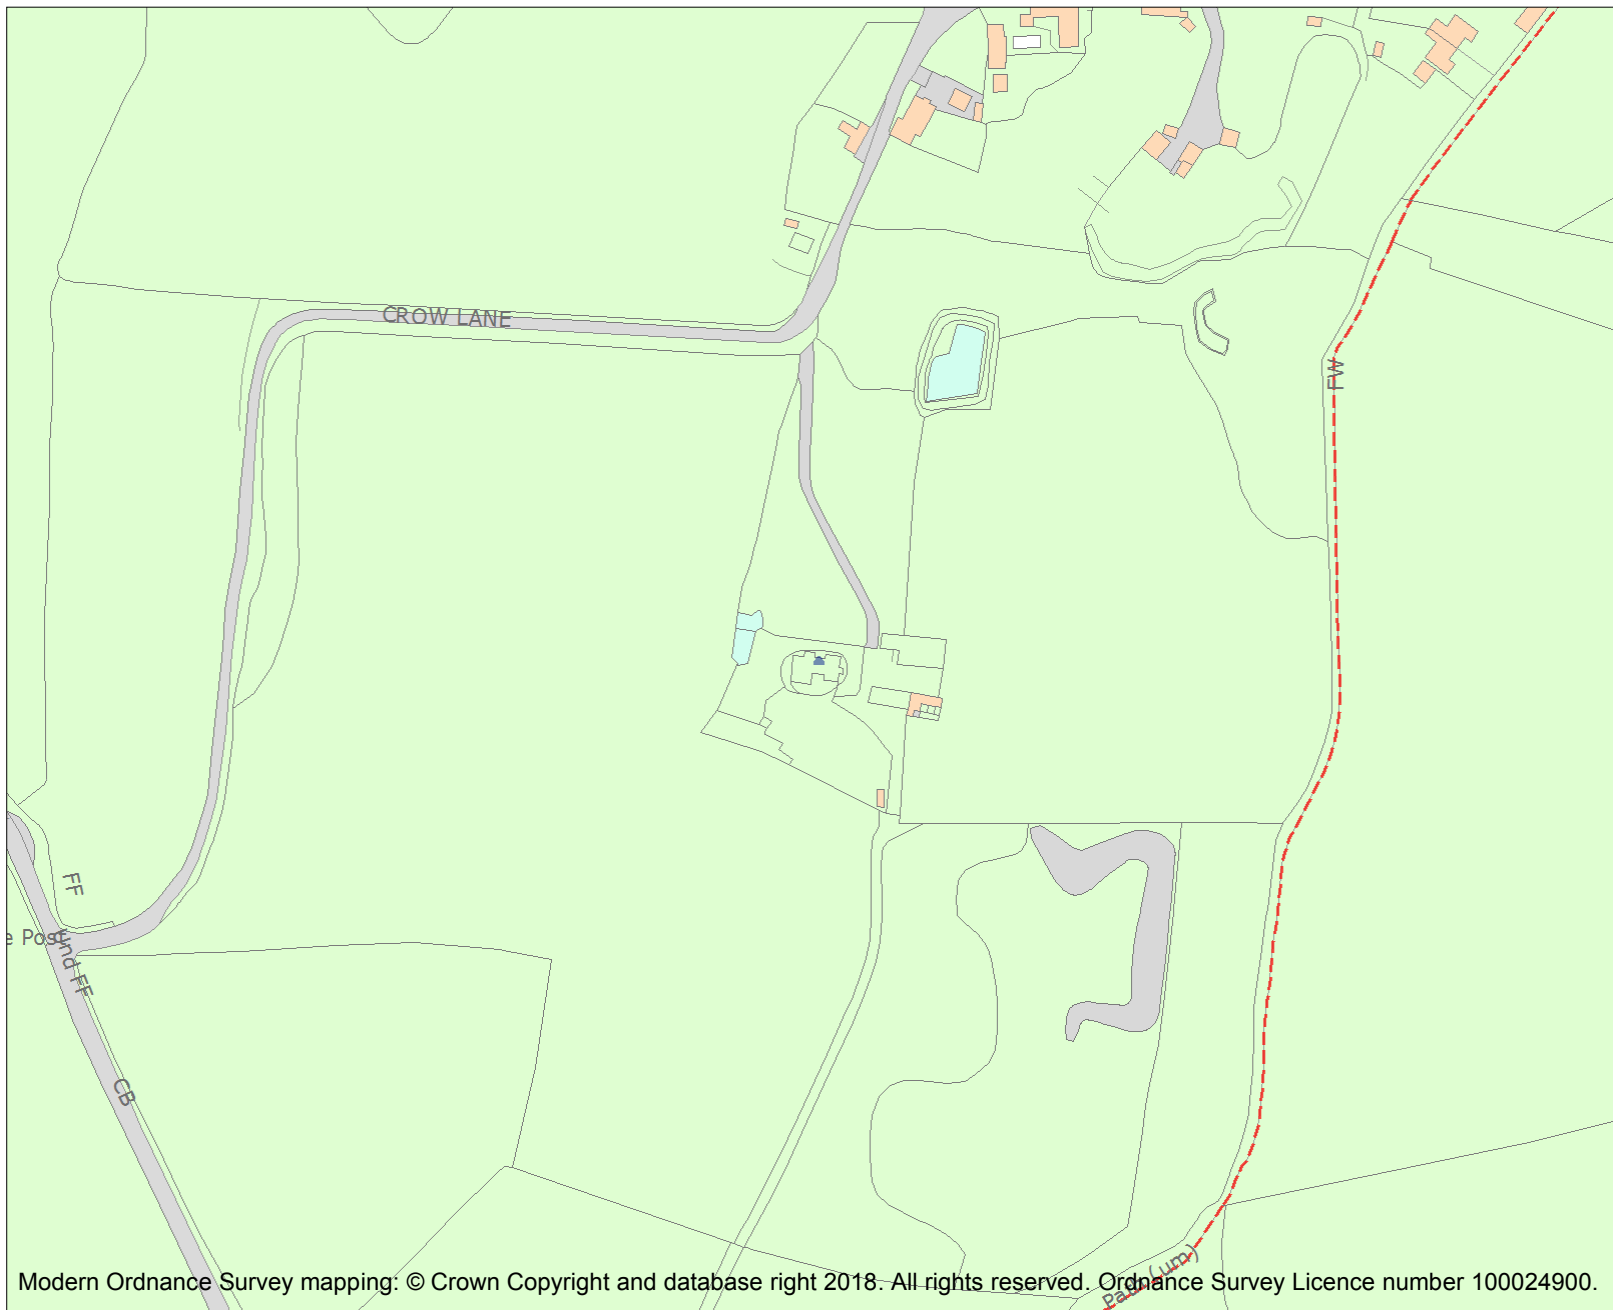 CROW LANE
FW
FF
e Post
Und FF
CB
Path (um)
Modern Ordnance Survey mapping: © Crown Copyright and database right 2018. All rights reserved. Ordnance Survey Licence number 100024900.